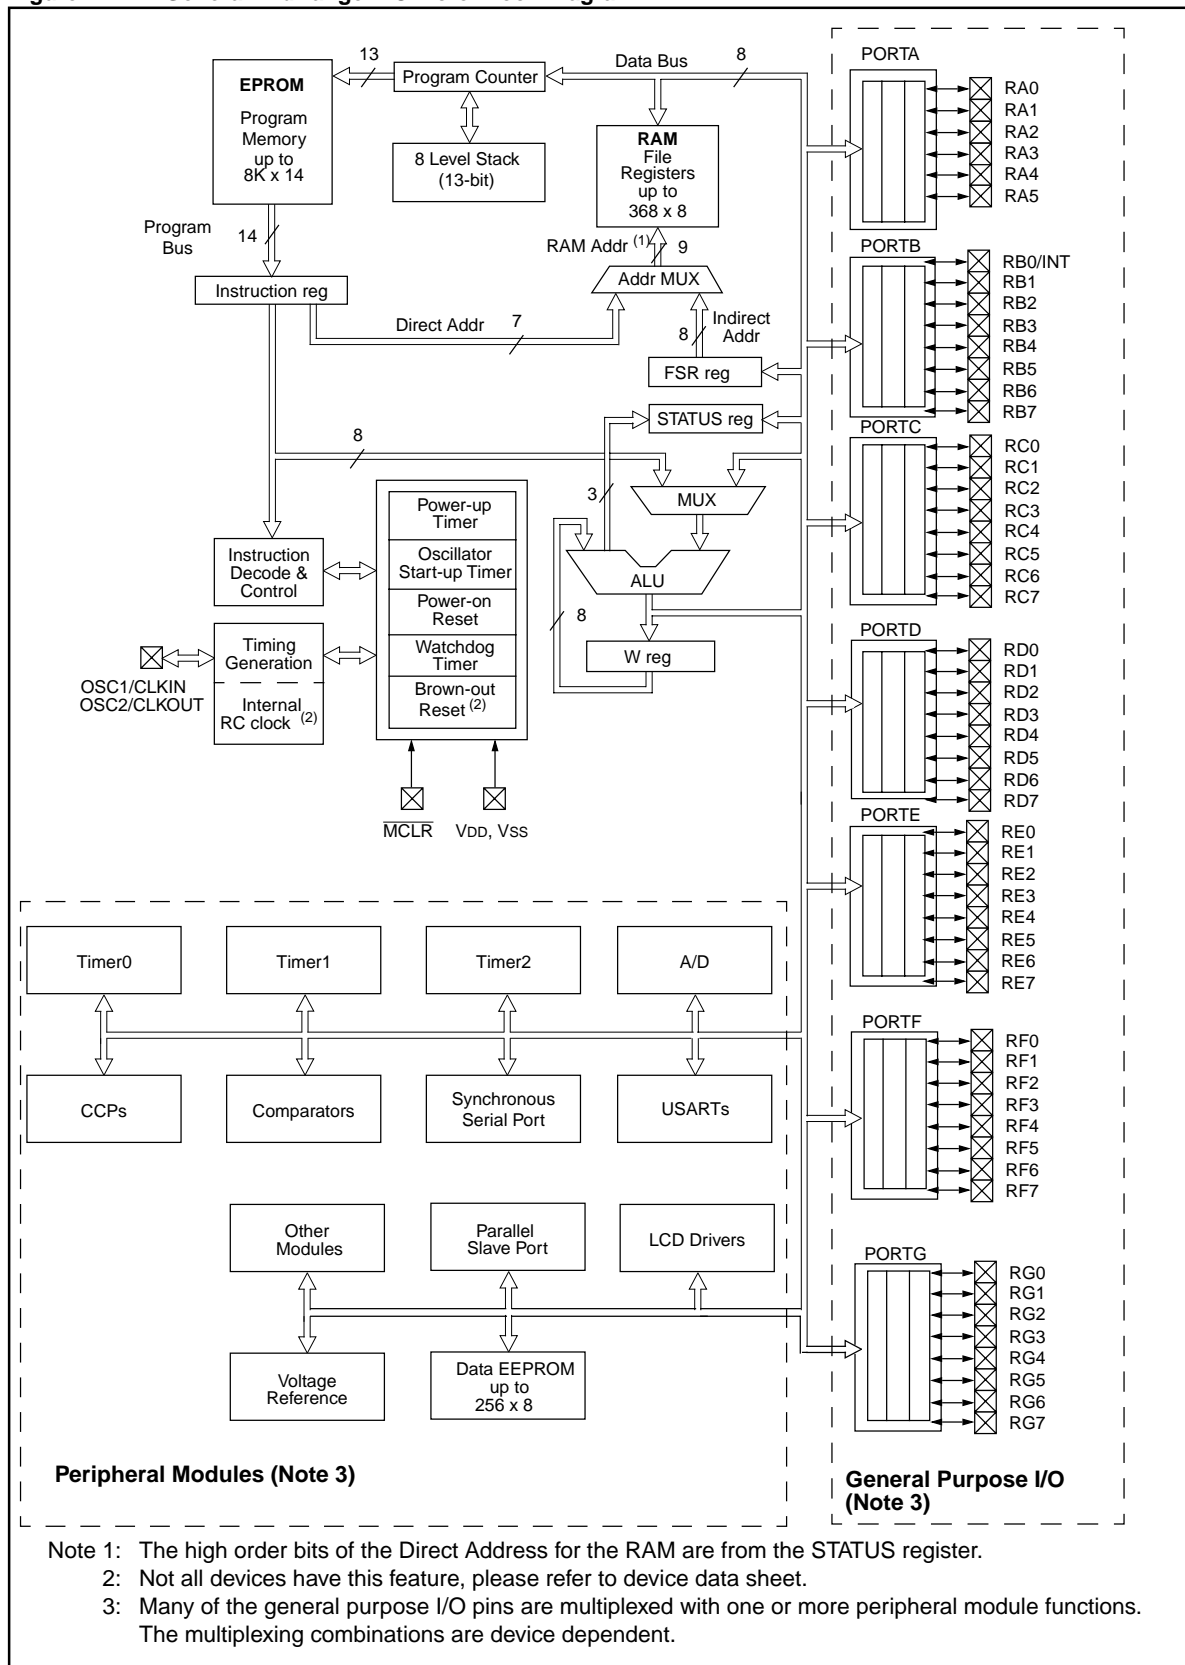 EPROM
Program
Memory
up to
8K x 14
13
Program Counter
Data Bus
8
8 Level Stack
(13-bit)
RAM
File
Registers
up to
368 x 8
Program
Bus
14
RAM Addr (1)
9
Addr MUX
Instruction reg
Direct Addr
7
8
Indirect
Addr
FSR reg
STATUS reg
8
3
MUX
ALU
8
W reg
Power-up
Timer
Oscillator
Start-up Timer
Power-on
Reset
Watchdog
Timer
Brown-out
Reset (2)
Instruction
Decode &
Control
Timing
Generation
Internal
RC clock (2)
OSC1/CLKIN
OSC2/CLKOUT
MCLR
VDD, VSS
PORTA
RA0
RA1
RA2
RA3
RA4
RA5
PORTB
RB0/INT
RB1
RB2
RB3
RB4
RB5
RB6
RB7
PORTC
RC0
RC1
RC2
RC3
RC4
RC5
RC6
RC7
PORTD
RD0
RD1
RD2
RD3
RD4
RD5
RD6
RD7
PORTE
RE0
RE1
RE2
RE3
RE4
RE5
RE6
RE7
PORTF
RF0
RF1
RF2
RF3
RF4
RF5
RF6
RF7
PORTG
RG0
RG1
RG2
RG3
RG4
RG5
RG6
RG7
General Purpose I/O
(Note 3)
Timer0
Timer1
Timer2
A/D
CCPs
Comparators
Synchronous
Serial Port
USARTs
Other
Modules
Parallel
Slave Port
LCD Drivers
Voltage
Reference
Data EEPROM
up to
256 x 8
Peripheral Modules (Note 3)
Note 1: The high order bits of the Direct Address for the RAM are from the STATUS register.
2: Not all devices have this feature, please refer to device data sheet.
3: Many of the general purpose I/O pins are multiplexed with one or more peripheral module functions.
The multiplexing combinations are device dependent.